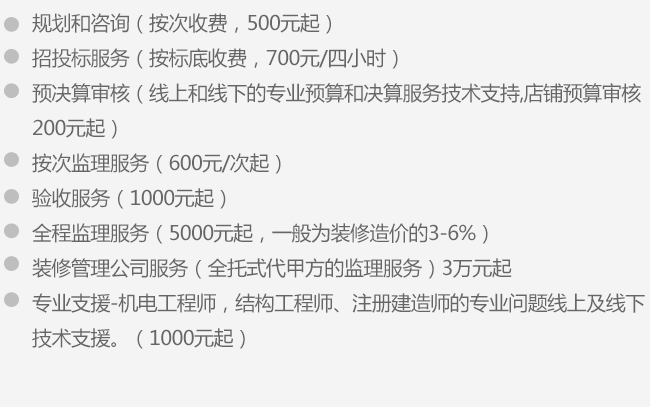 规划和咨询（按次收费，500元起）
招投标服务（按标底收费，700元/四小时）
预决算审核（线上和线下的专业预算和决算服务技术支持,店铺预算审核
200元起）
按次监理服务（600元/次起）
验收服务（1000元起）
全程监理服务（5000元起，一般为装修造价的3-6%）
装修管理公司服务（全托式代甲方的监理服务）3万元起
专业支援-机电工程师，结构工程师、注册建造师的专业问题线上及线下
技术支援。（1000元起）